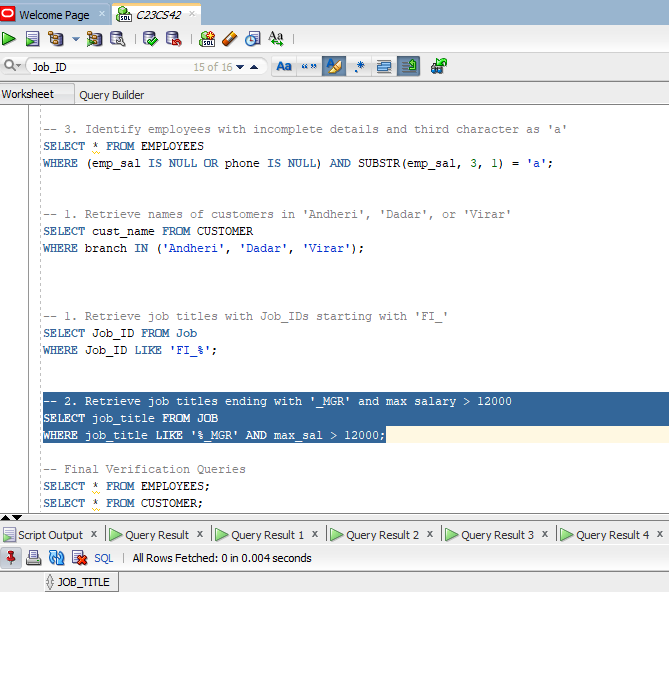 Welcome Page × C23CS42 ×
SQL
Aa
Job_ID 15 of 16 Aa “” .*
Worksheet Query Builder
-- 3. Identify employees with incomplete details and third character as 'a'
SELECT * FROM EMPLOYEES
WHERE (emp_sal IS NULL OR phone IS NULL) AND SUBSTR(emp_sal, 3, 1) = 'a';
-- 1. Retrieve names of customers in 'Andheri', 'Dadar', or 'Virar'
SELECT cust_name FROM CUSTOMER
WHERE branch IN ('Andheri', 'Dadar', 'Virar');
-- 1. Retrieve job titles with Job_IDs starting with 'FI_'
SELECT Job_ID FROM Job
WHERE Job_ID LIKE 'FI_%';
-- 2. Retrieve job titles ending with '_MGR' and max salary > 12000
SELECT job_title FROM JOB
WHERE job_title LIKE '%_MGR' AND max_sal > 12000;
-- Final Verification Queries
SELECT * FROM EMPLOYEES;
SELECT * FROM CUSTOMER;
Script Output x Query Result x Query Result 1 x Query Result 2 x Query Result 3 x Query Result 4 x
SQL | All Rows Fetched: 0 in 0.004 seconds
JOB_TITLE